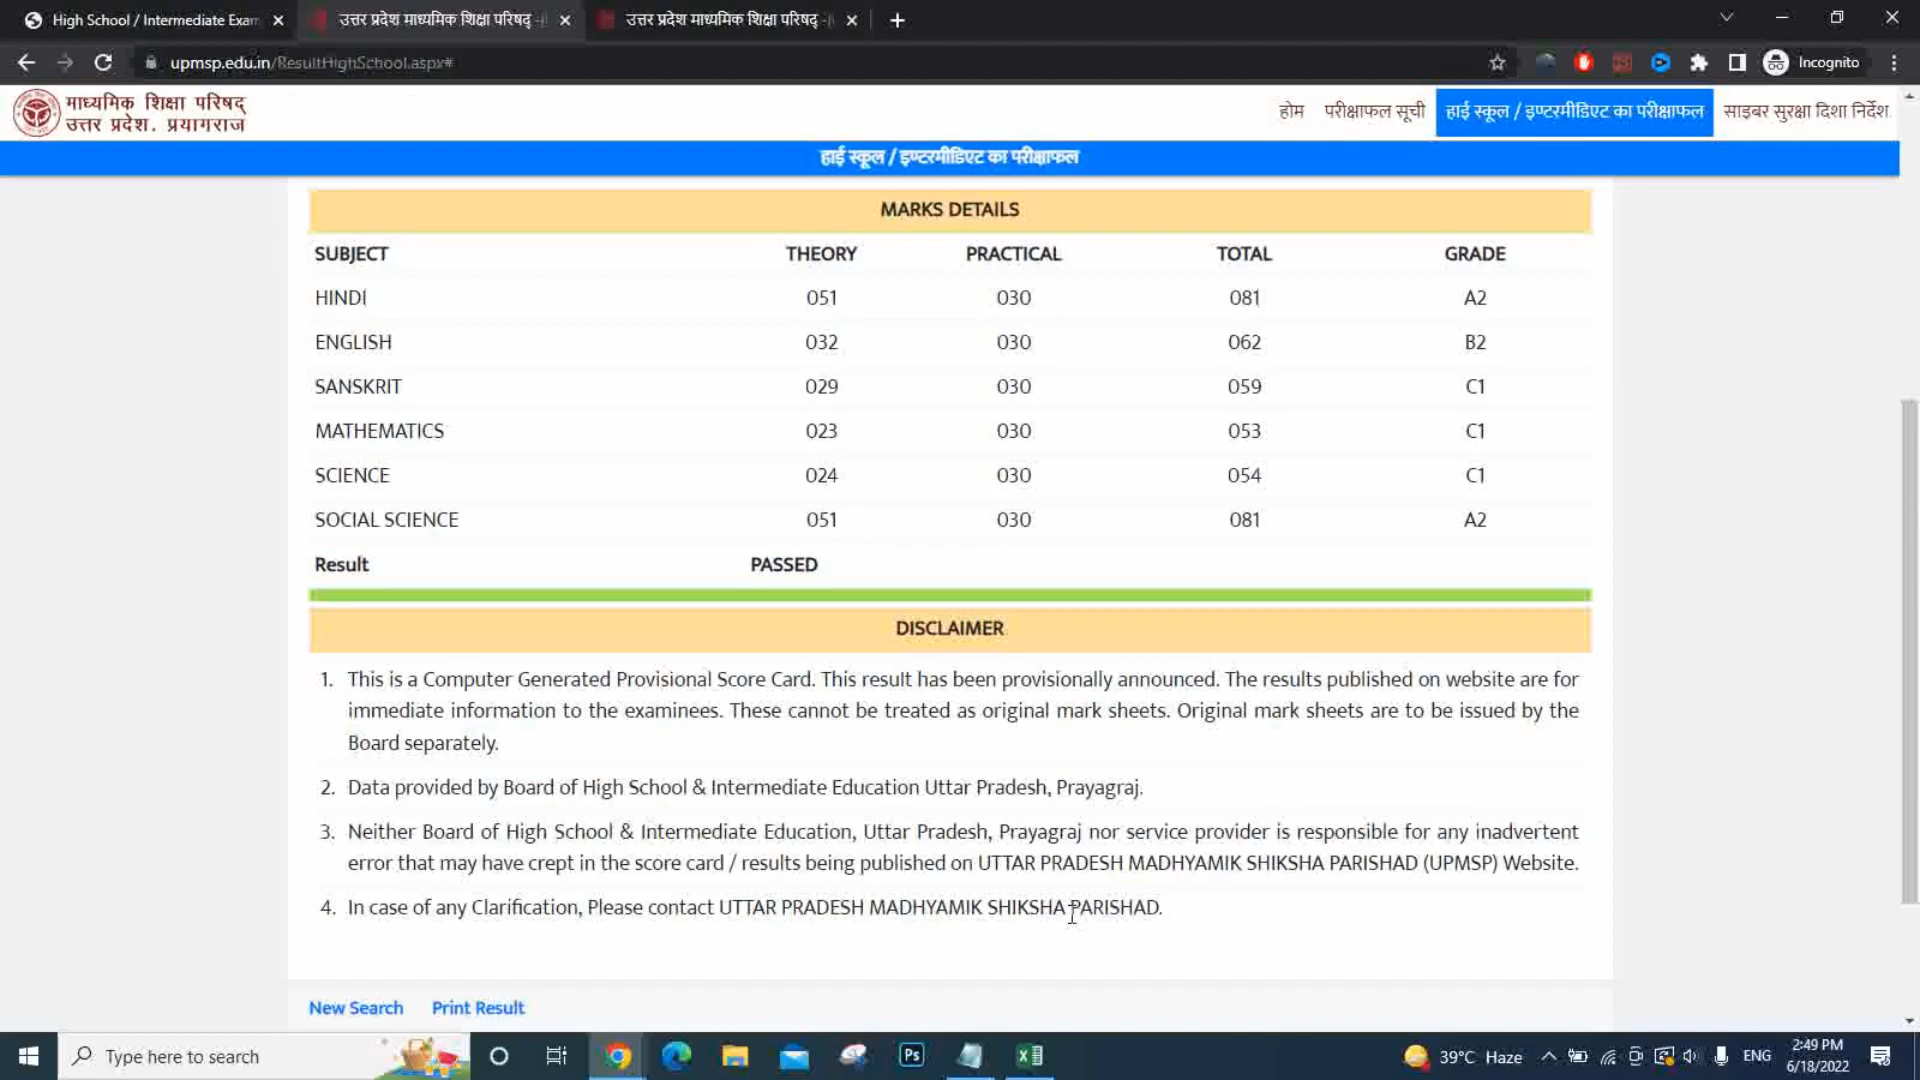 High School / Intermediate Exam
उत्तर प्रदेश माध्यमिक शिक्षा परिषद् -
उत्तर प्रदेश माध्यमिक शिक्षा परिषद् -
upmsp.edu.in/ResultHighSchool.aspx#
Incognito
माध्यमिक शिक्षा परिषद्
उत्तर प्रदेश. प्रयागराज
होम परीक्षाफल सूची हाई स्कूल / इण्टरमीडिएट का परीक्षाफल साइबर सुरक्षा दिशा निर्देश
हाई स्कूल / इण्टरमीडिएट का परीक्षाफल
MARKS DETAILS
SUBJECT THEORY PRACTICAL TOTAL GRADE
HINDI 051 030 081 A2
ENGLISH 032 030 062 B2
SANSKRIT 029 030 059 C1
MATHEMATICS 023 030 053 C1
SCIENCE 024 030 054 C1
SOCIAL SCIENCE 051 030 081 A2
Result PASSED
DISCLAIMER
1. This is a Computer Generated Provisional Score Card. This result has been provisionally announced. The results published on website are for
immediate information to the examinees. These cannot be treated as original mark sheets. Original mark sheets are to be issued by the
Board separately.
2. Data provided by Board of High School & Intermediate Education Uttar Pradesh, Prayagraj.
3. Neither Board of High School & Intermediate Education, Uttar Pradesh, Prayagraj nor service provider is responsible for any inadvertent
error that may have crept in the score card / results being published on UTTAR PRADESH MADHYAMIK SHIKSHA PARISHAD (UPMSP) Website.
4. In case of any Clarification, Please contact UTTAR PRADESH MADHYAMIK SHIKSHA PARISHAD.
New Search Print Result
Type here to search
Ps
39°C Haze
ENG
2:49 PM
6/18/2022